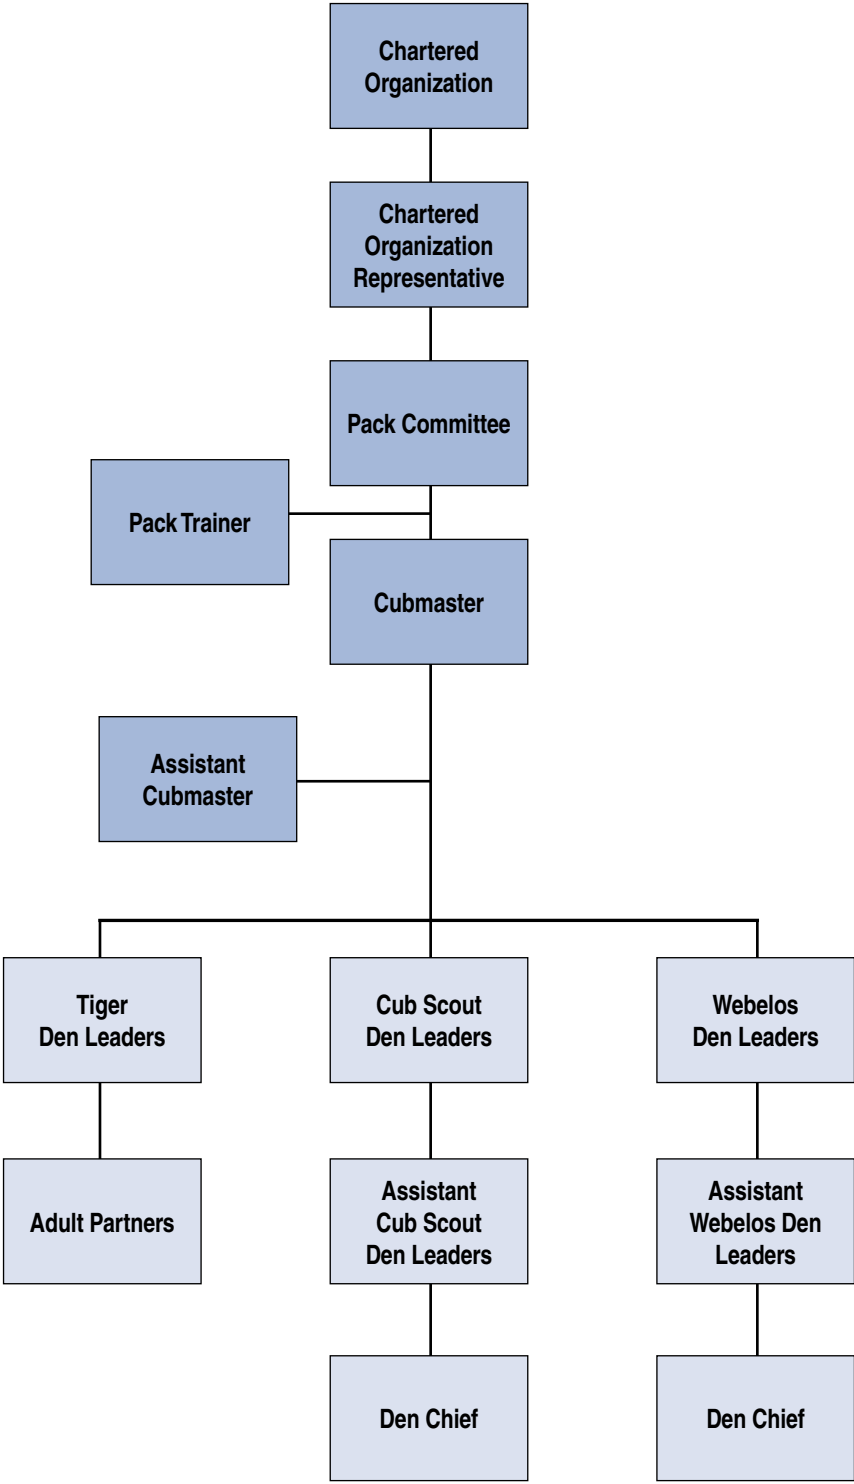 Chartered
Organization
Chartered
Organization
Representative
Pack Committee
Pack Trainer
Cubmaster
Assistant
Cubmaster
Tiger
Den Leaders
Cub Scout
Den Leaders
Webelos
Den Leaders
Adult Partners
Assistant
Cub Scout
Den Leaders
Assistant
Webelos Den
Leaders
Den Chief
Den Chief